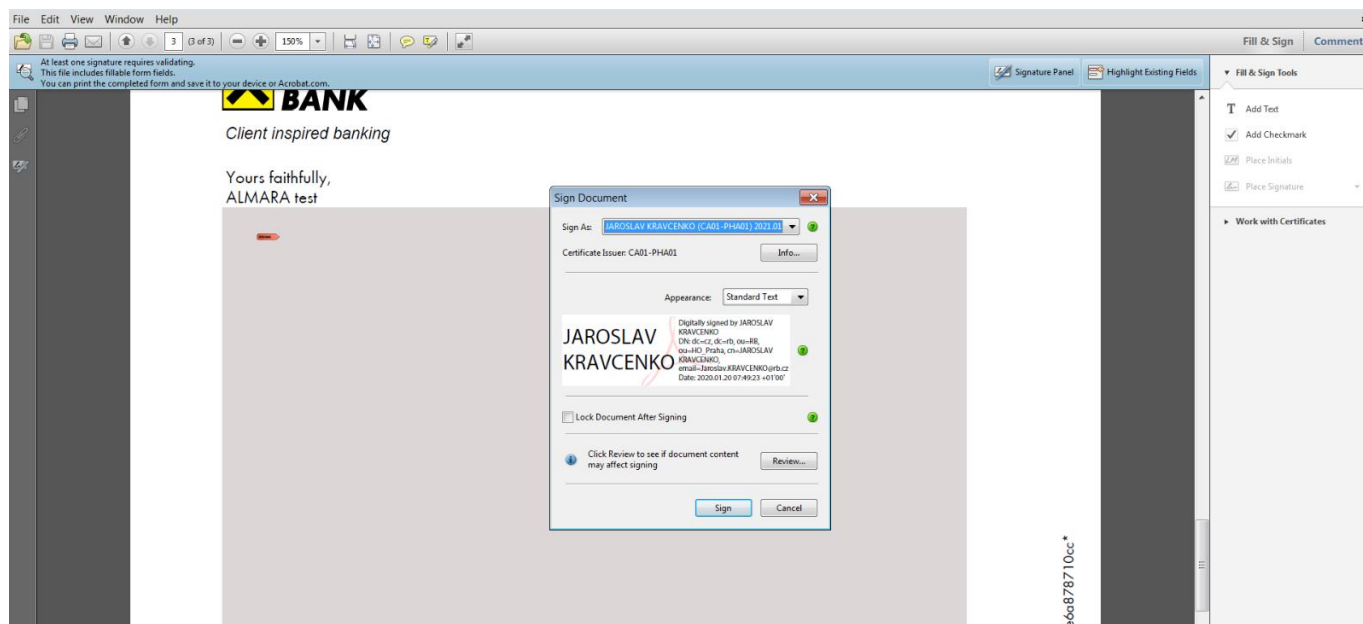 File Edit View Window Help
3 (3 of 3) 150% Fill & Sign Comment
At least one signature requires validating.
This file includes fillable form fields.
You can print the completed form and save it to your device or Acrobat.com.
Signature Panel Highlight Existing Fields
Fill & Sign Tools
T Add Text
Add Checkmark
Place Initials
Place Signature
Work with Certificates
BANK
Client inspired banking
Yours faithfully,
ALMARA test
Sign Document
Sign As: JAROSLAV KRAVCENKO (CA01-PHA01) 2021.01
Certificate Issuer: CA01-PHA01 Info...
Appearance: Standard Text
JAROSLAV
KRAVCENKO
Digitally signed by JAROSLAV
KRAVCENKO
DN: dc=cz, dc=rb, ou=RB,
ou=HO_Praha, cn=JAROSLAV
KRAVCENKO,
email=Jaroslav.KRAVCENKO@rb.cz
Date: 2020.01.20 07:49:23 +01'00'
Lock Document After Signing
Click Review to see if document content
may affect signing
Review...
Sign Cancel
e6a878710cc*